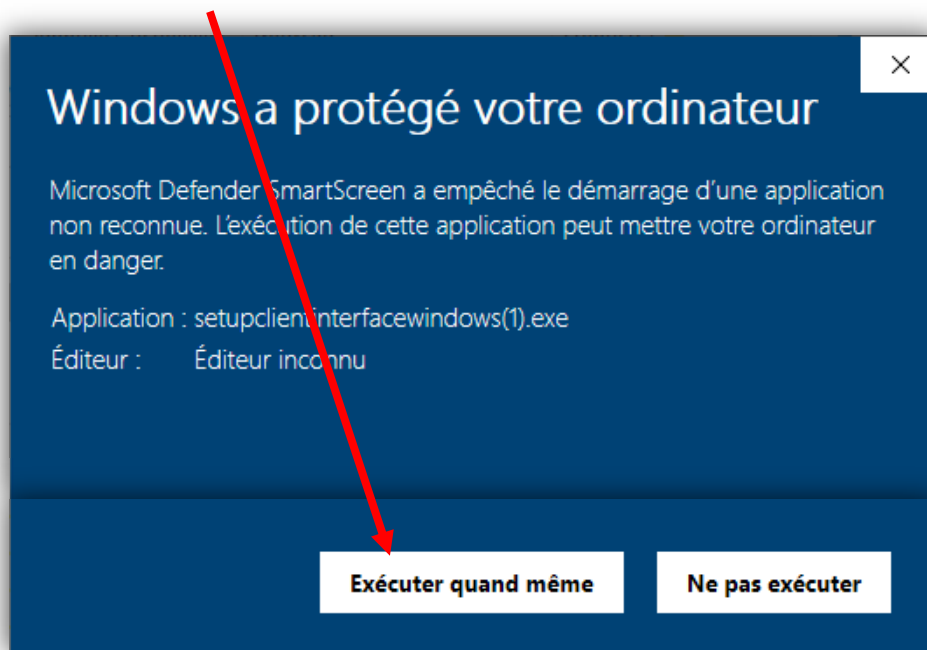 Windows a protégé votre ordinateur
Microsoft Defender SmartScreen a empêché le démarrage d’une application
non reconnue. L’exécution de cette application peut mettre votre ordinateur
en danger.
Application : setupclientinterfacewindows(1).exe
Éditeur : Éditeur inconnu
Exécuter quand même
Ne pas exécuter